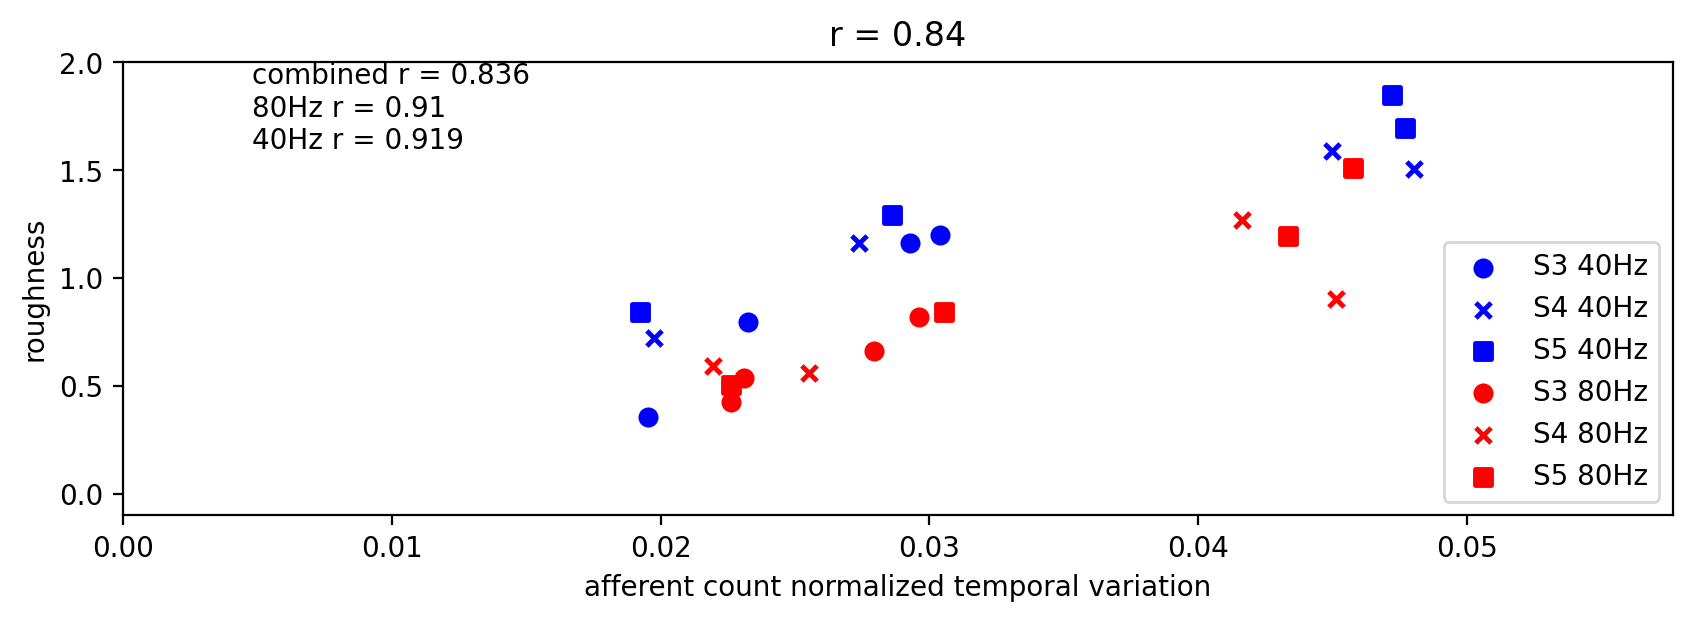 r = 0.84
combined r = 0.836
80Hz r = 0.91
40Hz r = 0.919
2.0
1.5
1.0
0.5
0.0
roughness
S3 40Hz
S4 40Hz
S5 40Hz
S3 80Hz
S4 80Hz
S5 80Hz
0.00 0.01 0.02 0.03 0.04 0.05
afferent count normalized temporal variation